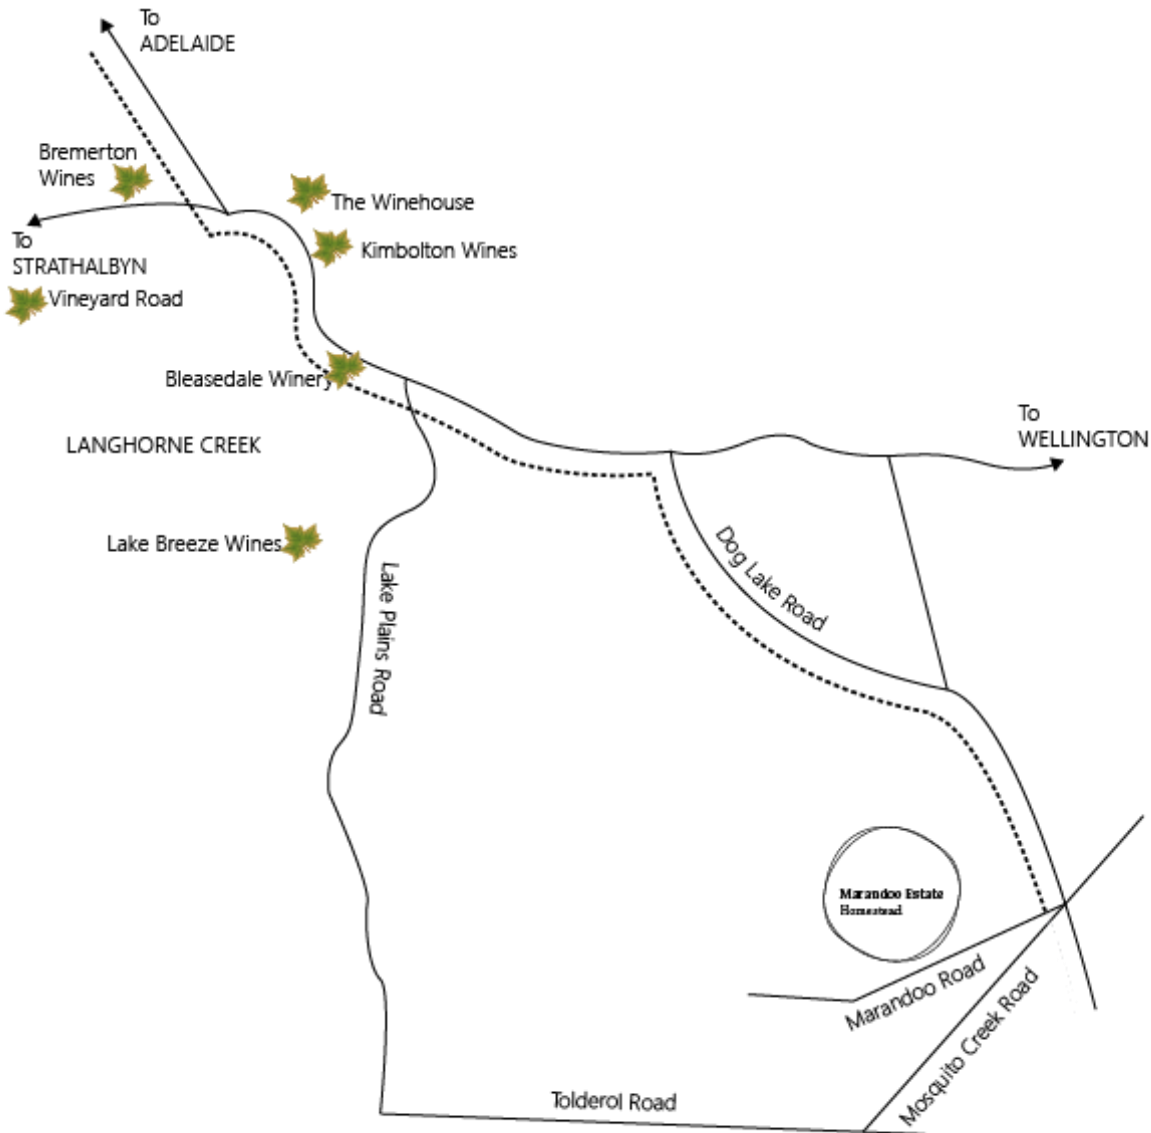 To
ADELAIDE
Bremerton
Wines
The Winehouse
To
STRATHALBYN
Kimbolton Wines
Vineyard Road
Bleasedale Winery
To
WELLINGTON
LANGHORNE CREEK
Lake Breeze Wines
Dog Lake Road
Lake Plains Road
Marandoo Estate
Homestead
Marandoo Road
Mosquito Creek Road
Tolderol Road